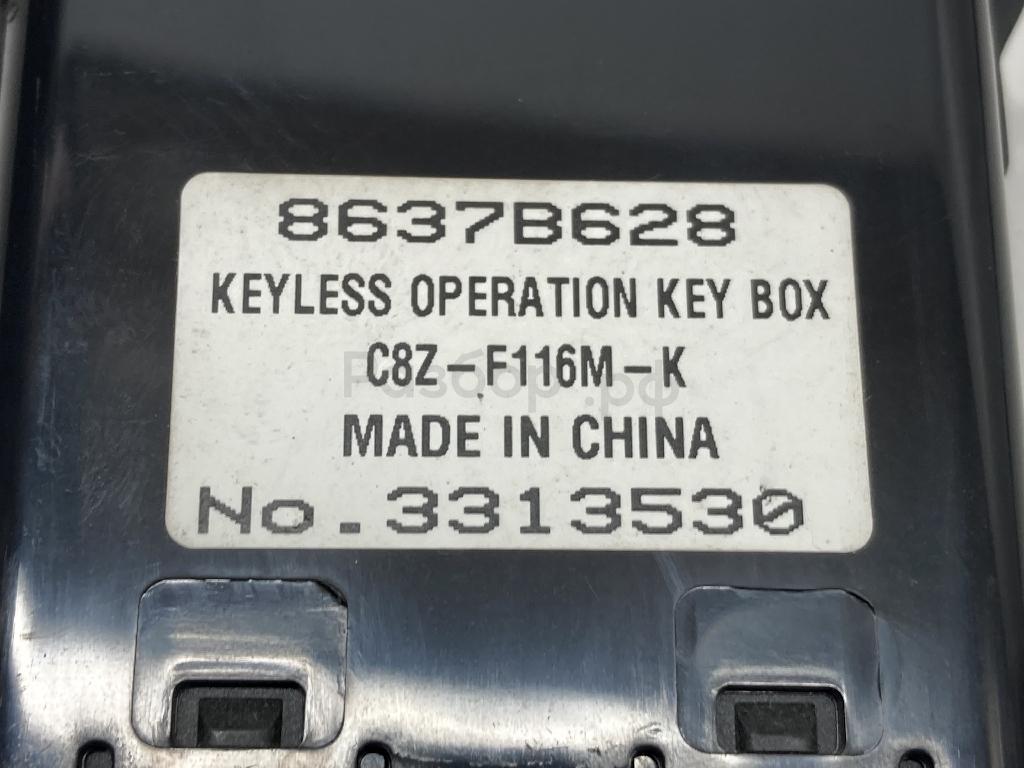 8637B628
KEYLESS OPERATION KEY BOX
C8Z-F116M-K
Разбор.рф
MADE IN CHINA
No.3313530